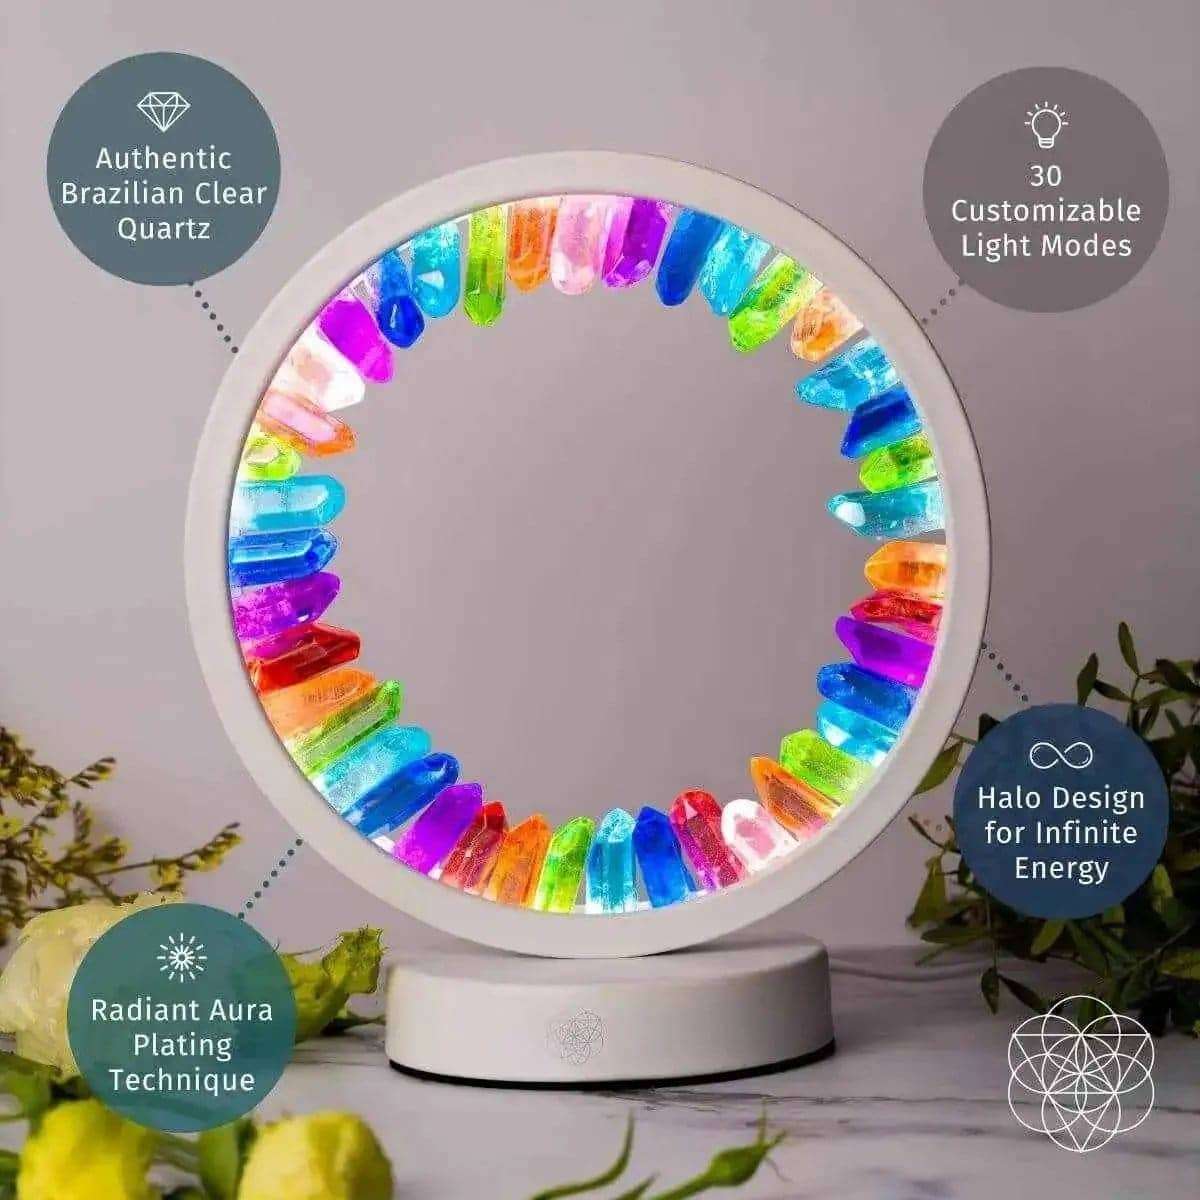 Authentic
Brazilian Clear
Quartz
30
Customizable
Light Modes
Halo Design
for Infinite
Energy
Radiant Aura
Plating
Technique